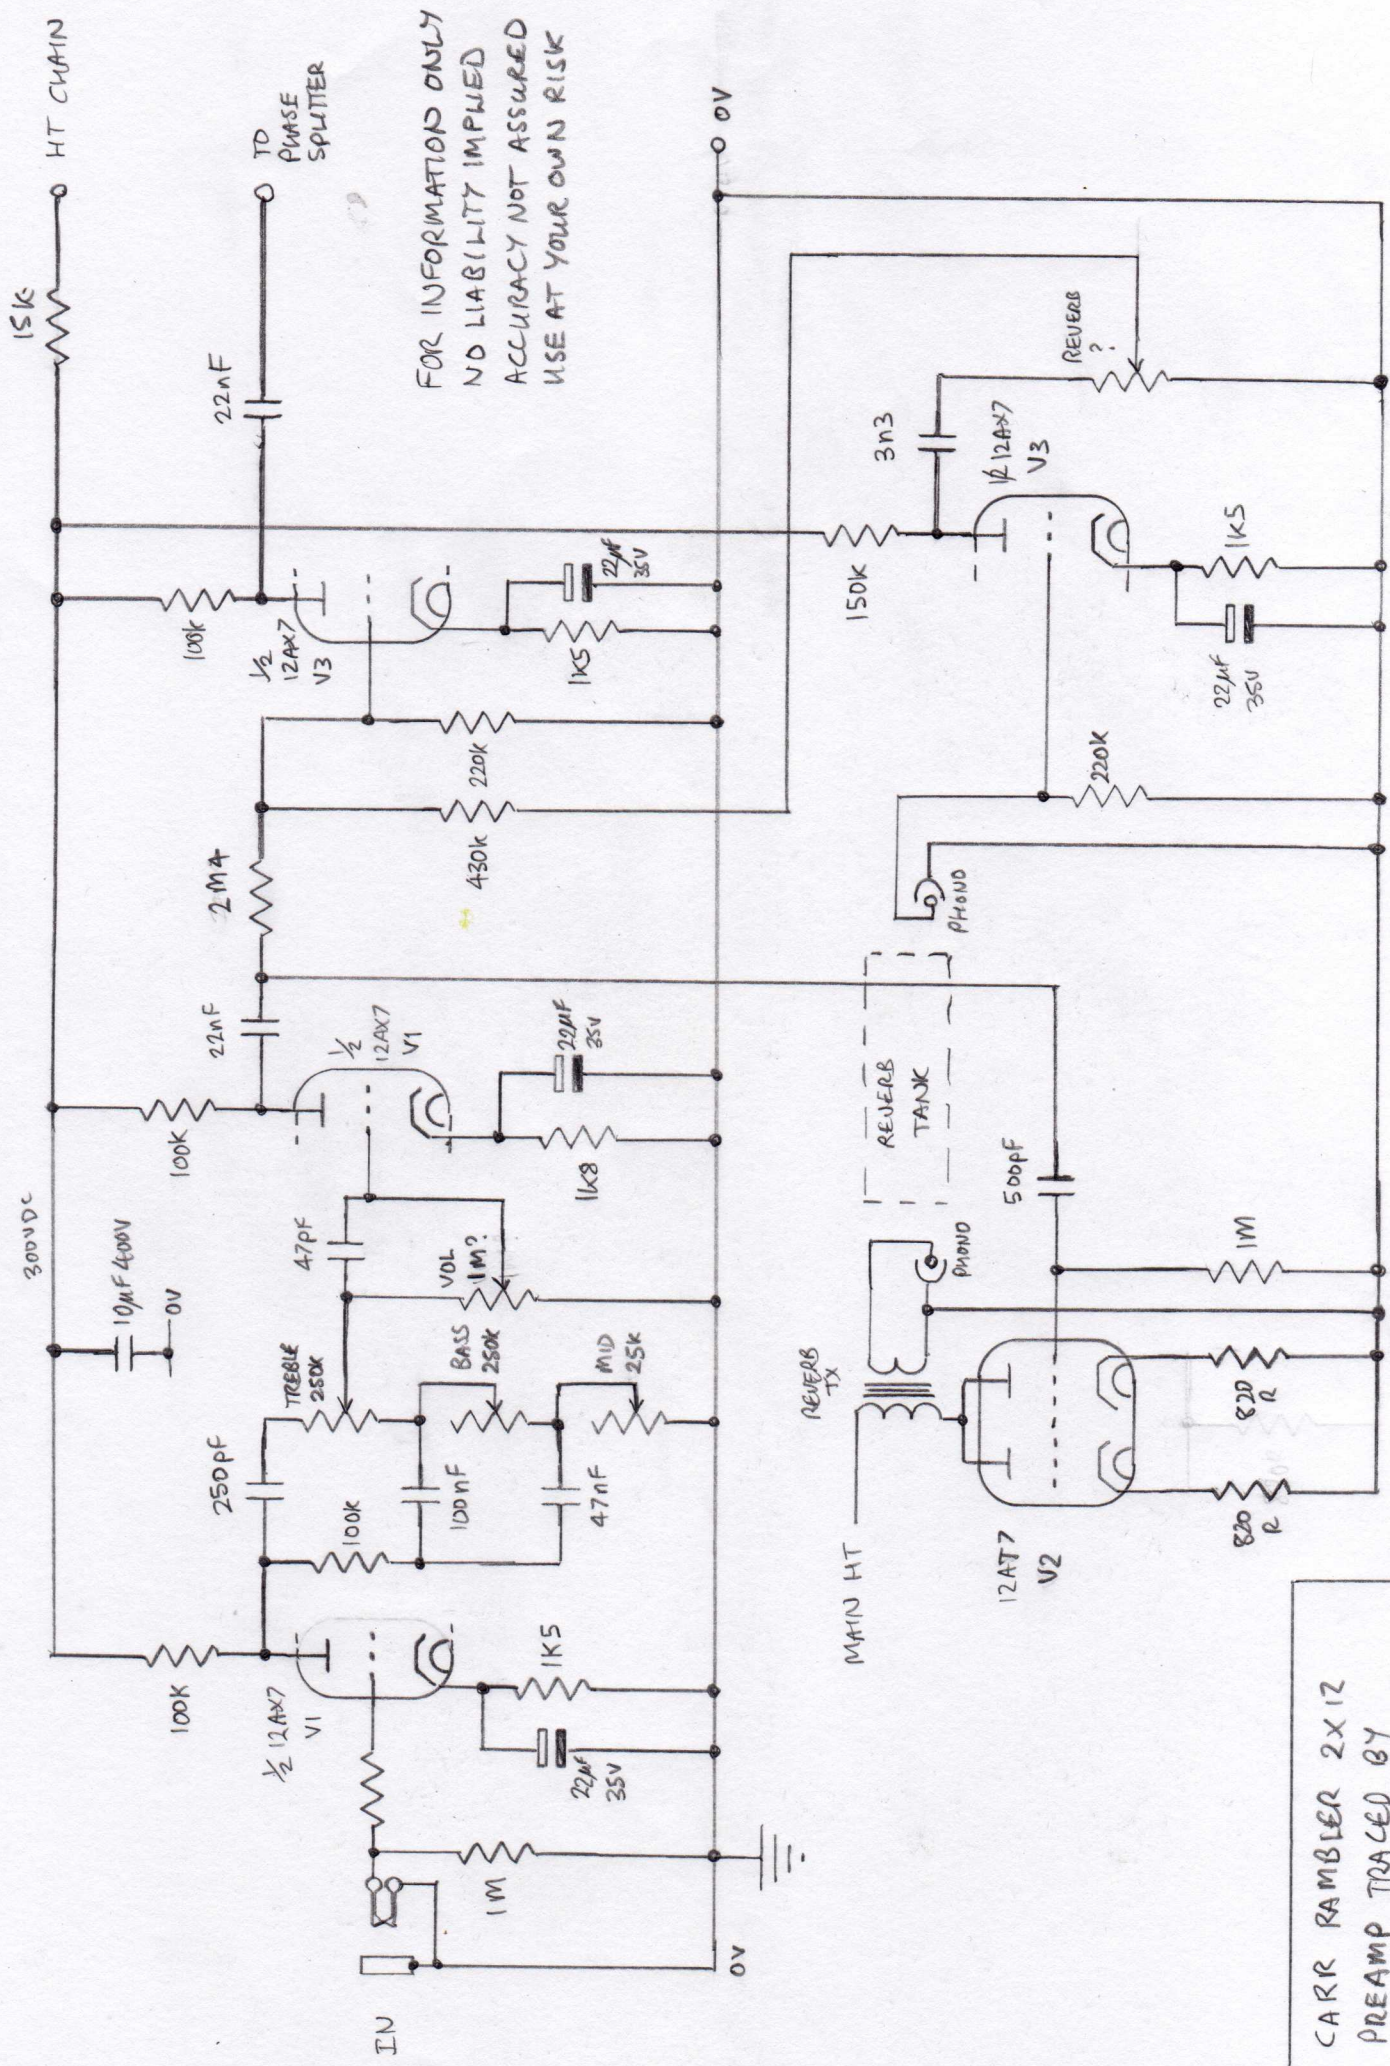 HT CHAIN
15K
TO
PHASE
SPLITTER
22nF
FOR INFORMATION ONLY
NO LIABILITY IMPLIED
ACCURACY NOT ASSURED
USE AT YOUR OWN RISK
300VDC
10µF 400V
0V
100K
1/2 12AX7
V1
250pF
100K
TREBLE
250K
100nF
BASS
250K
47nF
MID
25K
47pF
VOL
1M?
100K
1/2
12AX7
V1
22nF
2M4
430K
220K
100K
1/2
12AX7
V3
1K5
22µF
35V
1K8
22µF
35V
1K5
22µF
35V
1M
IN
0V
0V
MAIN HT
REVERB
TX
PHONO
REVERB
TANK
PHONO
500pF
12AT7
V2
820
R
820
R
1M
220K
150K
3n3
1/2 12AX7
V3
REVERB
?
1K5
22µF
35V
CARR RAMBLER 2X12
PREAMP TRACED BY